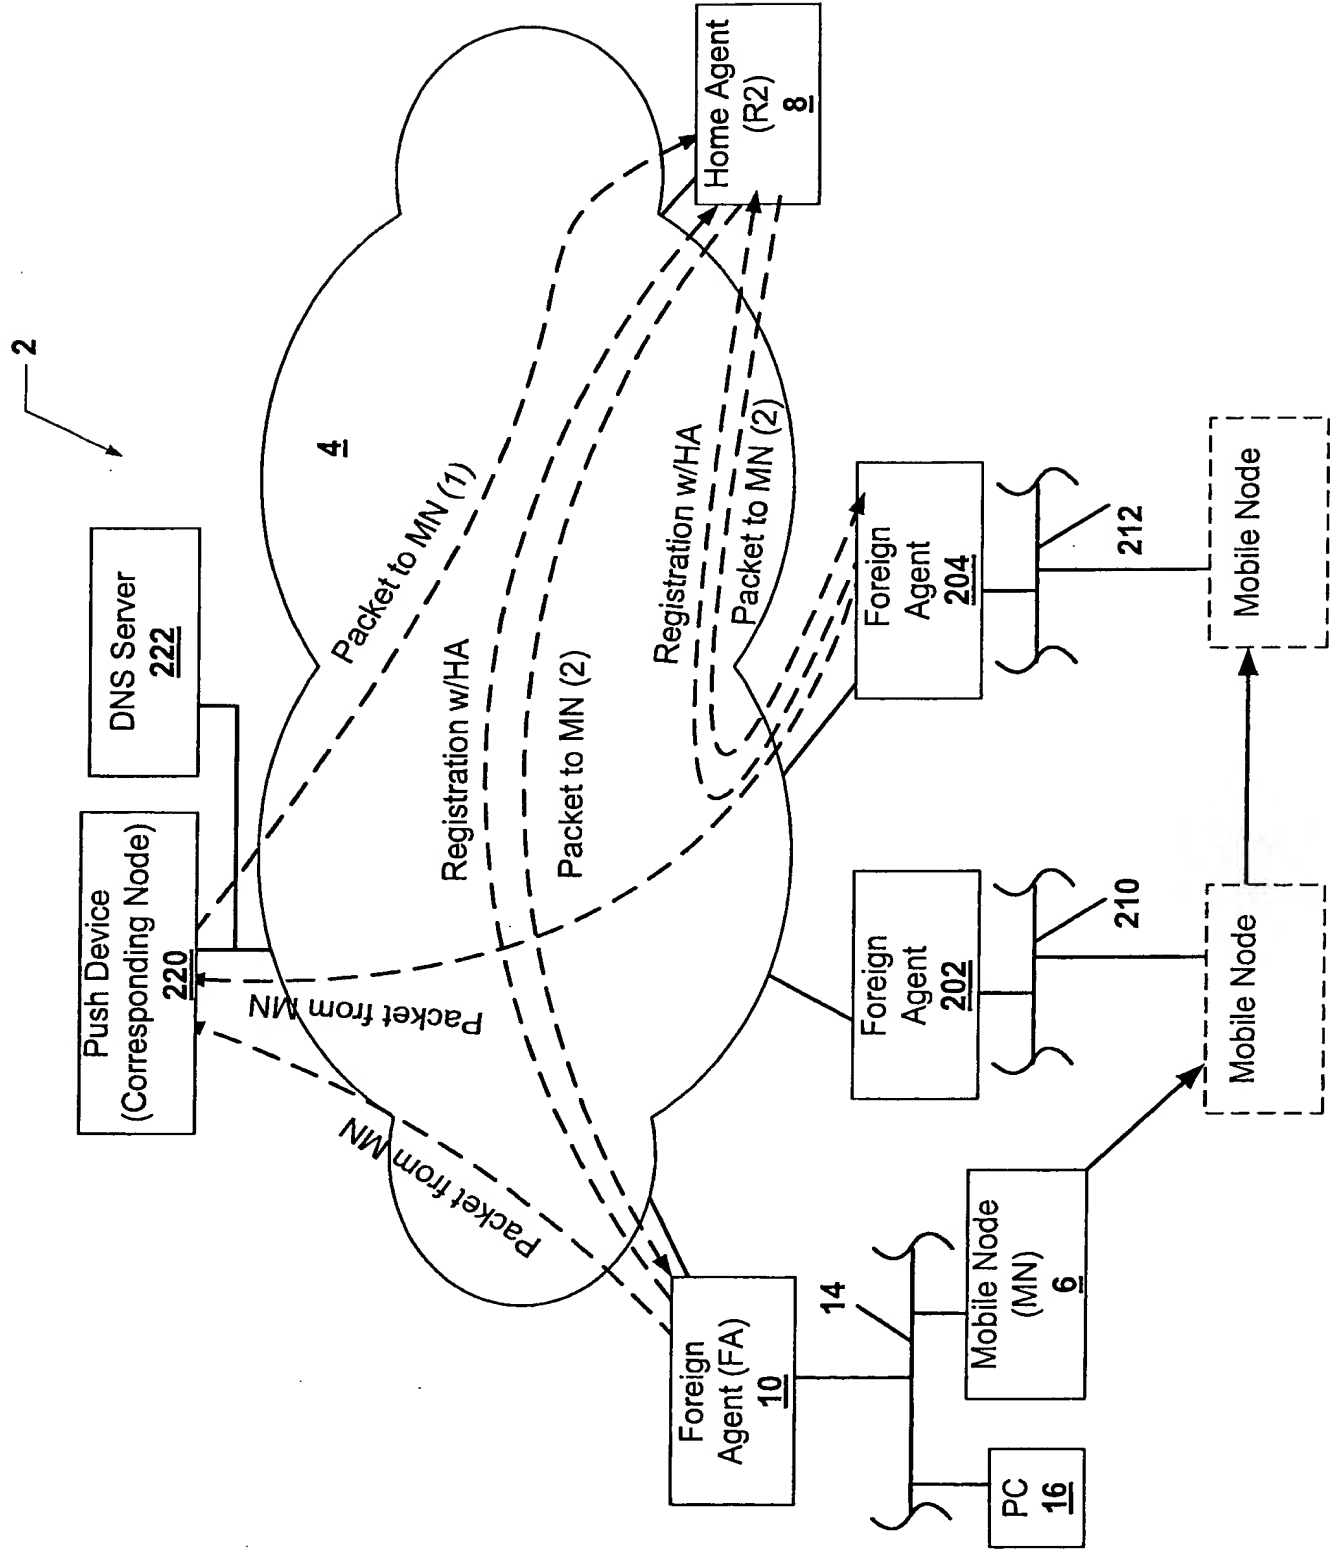 2
DNS Server
222
Push Device
(Corresponding Node)
220
4
Packet to MN (1)
Home Agent
(R2)
8
Registration w/HA
Packet to MN (2)
Registration w/HA
Packet to MN (2)
Packet from MN
Packet from MN
Foreign
Agent (FA)
10
Foreign
Agent
202
Foreign
Agent
204
14
210
212
PC
16
Mobile Node
(MN)
6
Mobile Node
Mobile Node